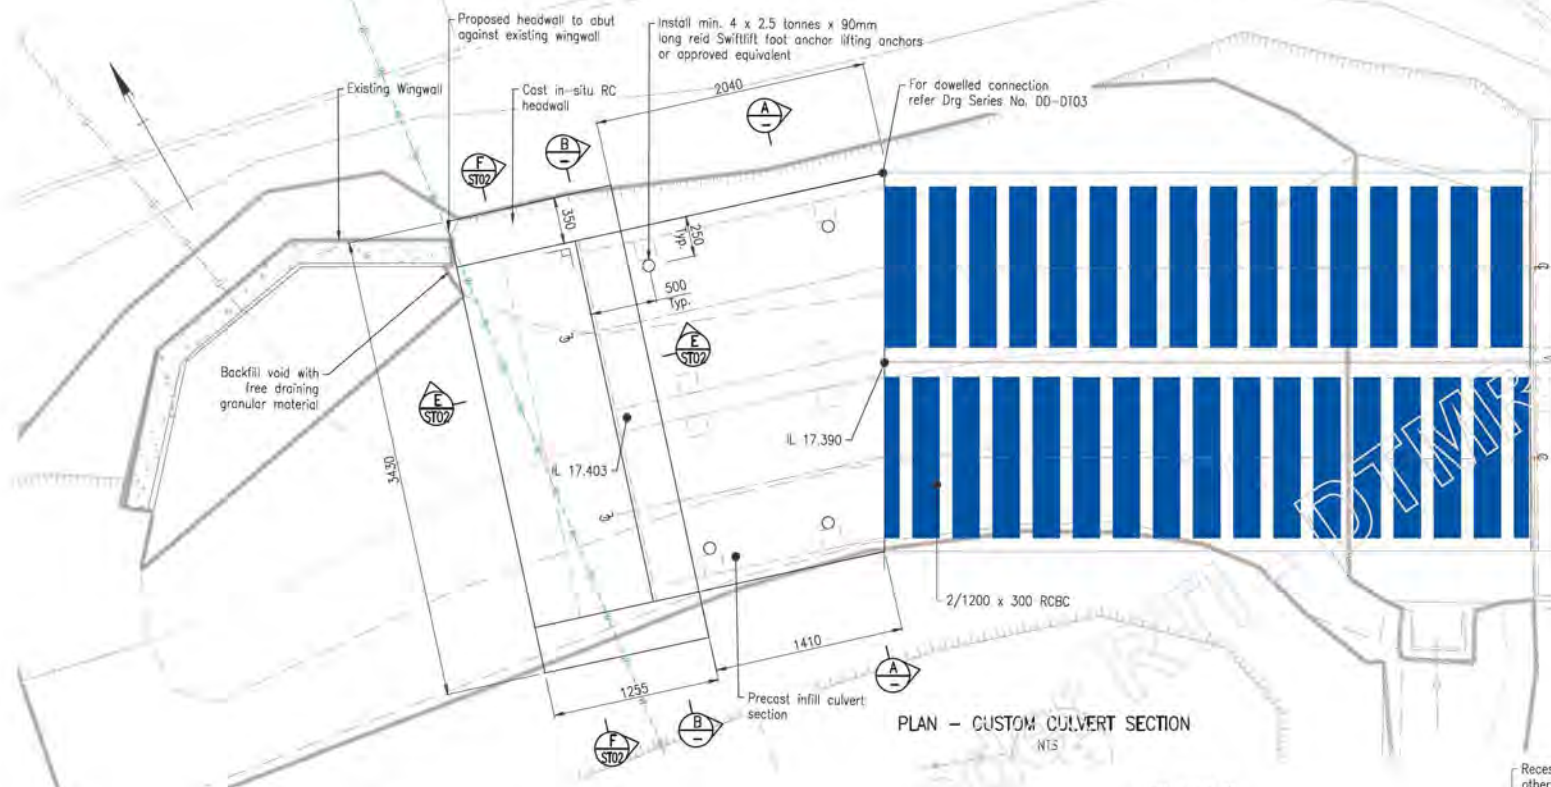 Proposed headwall to abut
against existing wingwall
Install min. 4 x 2.5 tonnes x 90mm
long reid Swiftlift foot anchor lifting anchors
or approved equivalent
Existing Wingwall
Cast in-situ RC
headwall
2040
For dowelled connection
refer Drg Series No. DD-DT03
A
-
B
-
F
ST02
350
250
Typ.
500
Typ.
E
ST02
Backfill void with
free draining
granular material
E
ST02
3430
IL 17.403
IL 17.390
DTMR
2/1200 x 300 RCBC
1410
1255
A
-
Precast infill culvert
section
B
-
F
ST02
PLAN - CUSTOM CULVERT SECTION
NTS
RTI
other